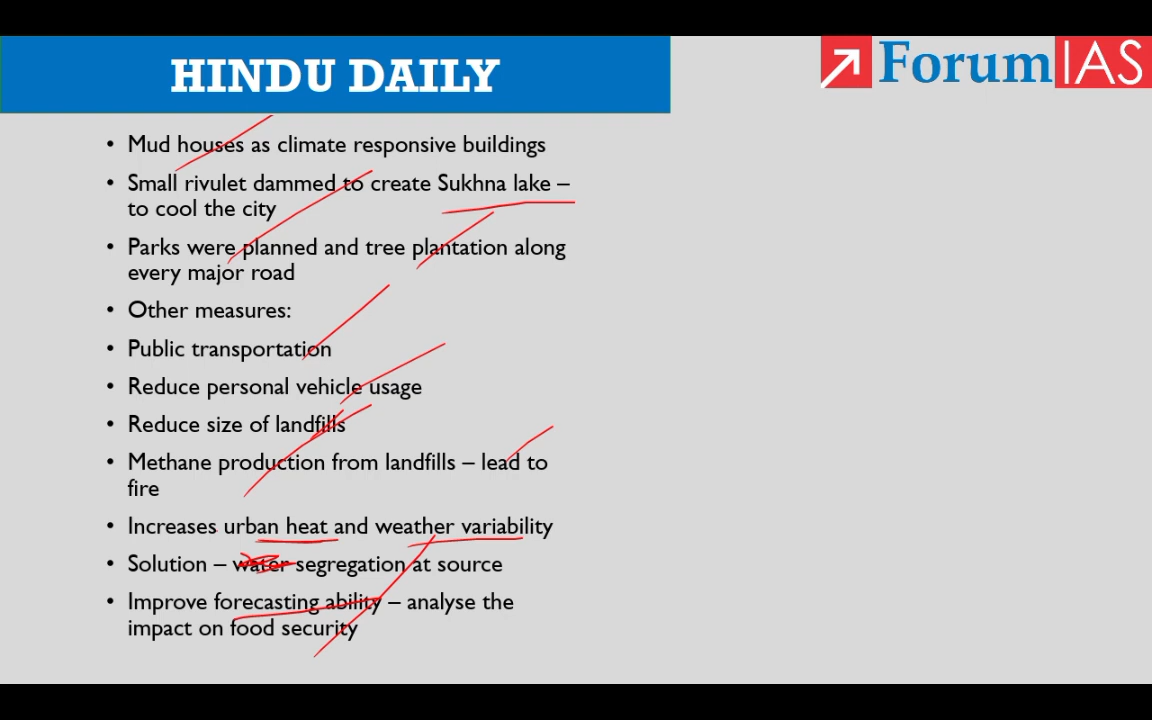 HINDU DAILY
ForumIAS
• Mud houses as climate responsive buildings
• Small rivulet dammed to create Sukhna lake –
to cool the city
• Parks were planned and tree plantation along
every major road
• Other measures:
• Public transportation
• Reduce personal vehicle usage
• Reduce size of landfills
• Methane production from landfills – lead to
fire
• Increases urban heat and weather variability
• Solution – water segregation at source
• Improve forecasting ability – analyse the
impact on food security